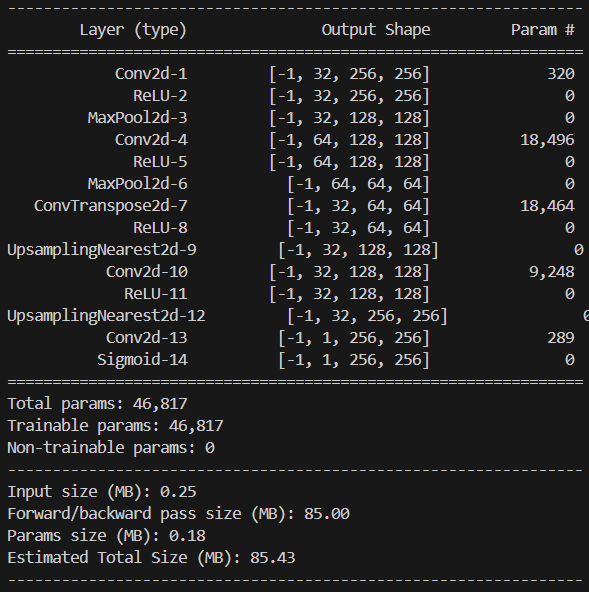 ----------------------------------------------------------------
Layer (type) Output Shape Param #
================================================================
Conv2d-1 [-1, 32, 256, 256] 320
ReLU-2 [-1, 32, 256, 256] 0
MaxPool2d-3 [-1, 32, 128, 128] 0
Conv2d-4 [-1, 64, 128, 128] 18,496
ReLU-5 [-1, 64, 128, 128] 0
MaxPool2d-6 [-1, 64, 64, 64] 0
ConvTranspose2d-7 [-1, 32, 64, 64] 18,464
ReLU-8 [-1, 32, 64, 64] 0
UpsamplingNearest2d-9 [-1, 32, 128, 128] 0
Conv2d-10 [-1, 32, 128, 128] 9,248
ReLU-11 [-1, 32, 128, 128] 0
UpsamplingNearest2d-12 [-1, 32, 256, 256] 0
Conv2d-13 [-1, 1, 256, 256] 289
Sigmoid-14 [-1, 1, 256, 256] 0
================================================================
Total params: 46,817
Trainable params: 46,817
Non-trainable params: 0
----------------------------------------------------------------
Input size (MB): 0.25
Forward/backward pass size (MB): 85.00
Params size (MB): 0.18
Estimated Total Size (MB): 85.43
----------------------------------------------------------------